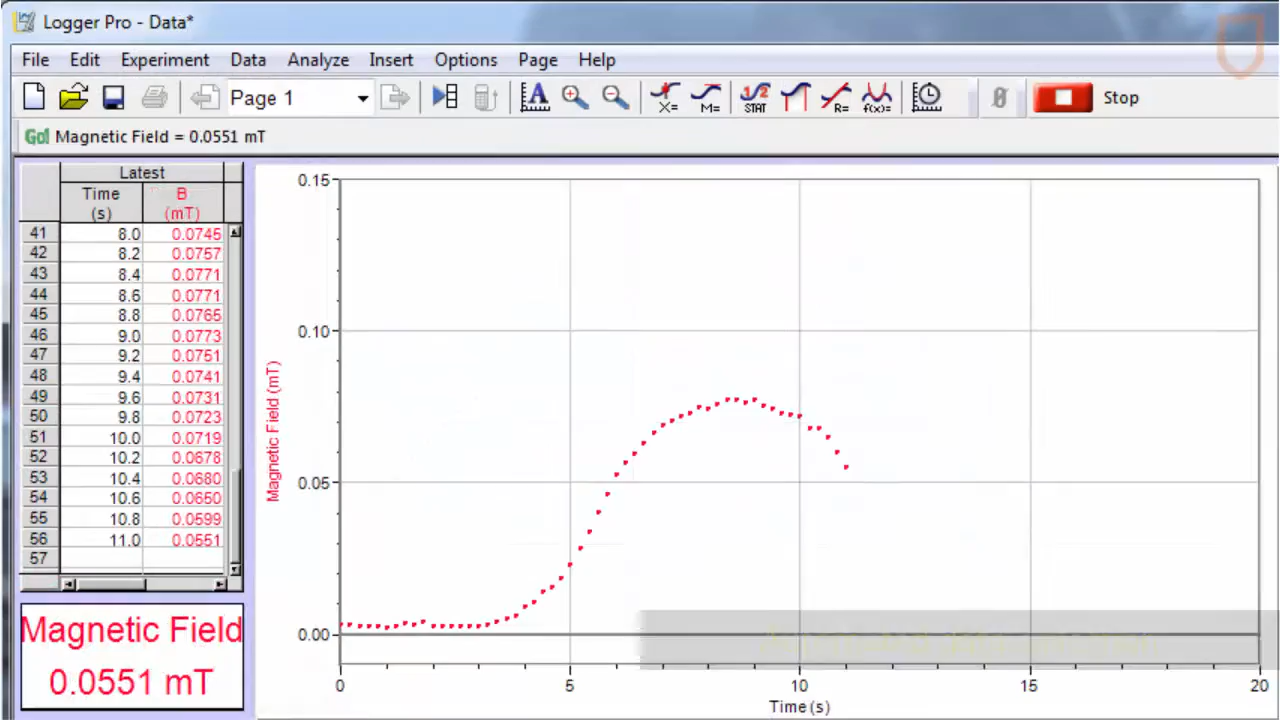 Logger Pro - Data*
File Edit Experiment Data Analyze Insert Options Page Help
Page 1 X= M= 1/2 STAT R= f(x)= Stop
Go! Magnetic Field = 0.0551 mT
Latest
Time B
(s) (mT)
41 8.0 0.0745
42 8.2 0.0757
43 8.4 0.0771
44 8.6 0.0771
45 8.8 0.0765
46 9.0 0.0773
47 9.2 0.0751
48 9.4 0.0741
49 9.6 0.0731
50 9.8 0.0723
51 10.0 0.0719
52 10.2 0.0678
53 10.4 0.0680
54 10.6 0.0650
55 10.8 0.0599
56 11.0 0.0551
57
Magnetic Field
0.0551 mT
0.15
0.10
0.05
0.00
Magnetic Field (mT)
0 5 10 15 20
Time (s)